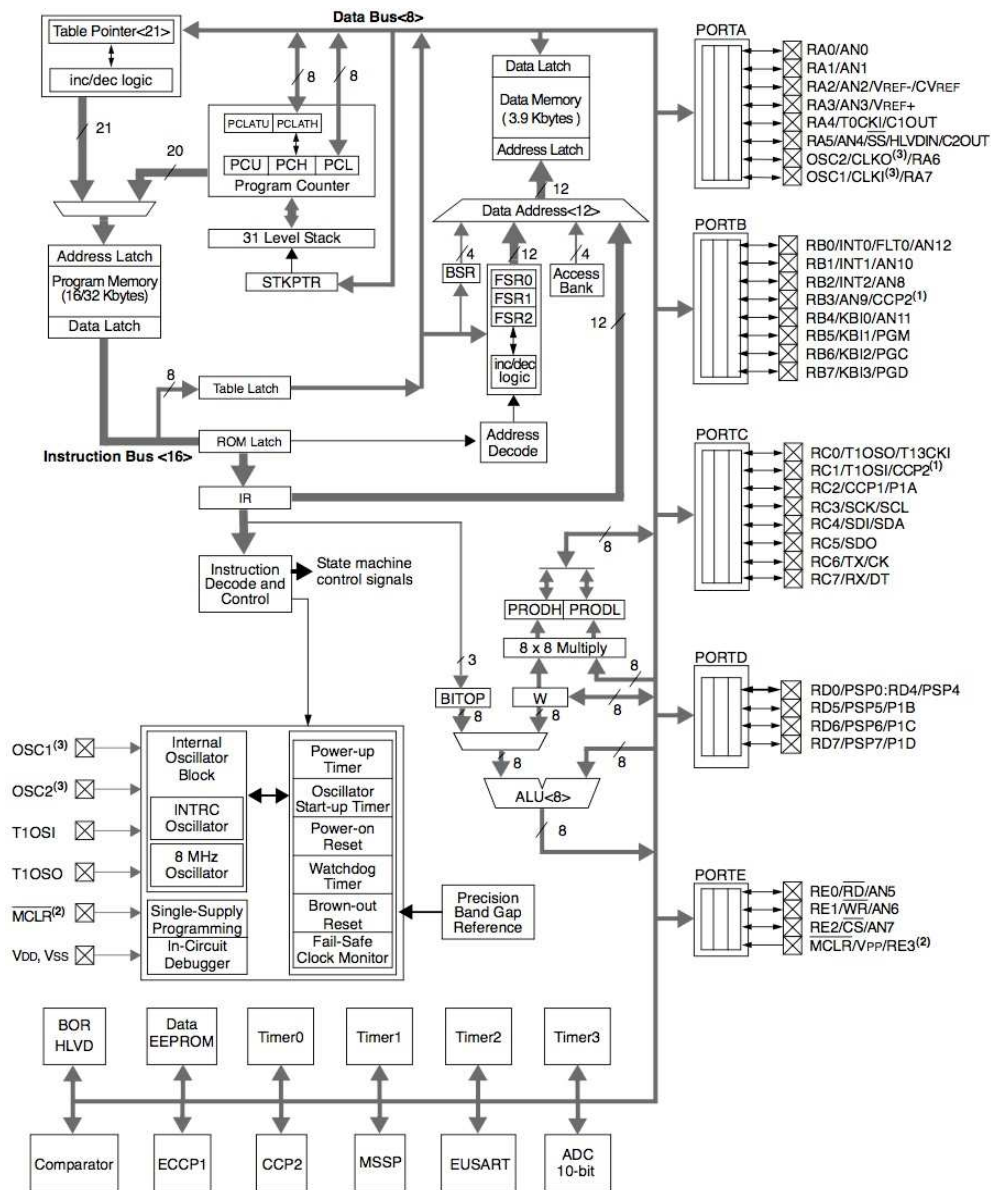 Data Bus<8>
Table Pointer<21>
inc/dec logic
21
20
8
8
PCLATU
PCLATH
PCU
PCH
PCL
Program Counter
31 Level Stack
STKPTR
Data Latch
Data Memory
( 3.9 Kbytes )
Address Latch
12
Data Address<12>
4
12
4
BSR
FSR0
FSR1
FSR2
inc/dec
logic
Access
Bank
12
Address
Decode
Address Latch
Program Memory
(16/32 Kbytes)
Data Latch
8
Table Latch
ROM Latch
Instruction Bus <16>
IR
Instruction
Decode and
Control
State machine
control signals
8
PRODH
PRODL
8 x 8 Multiply
3
8
BITOP
W
8
8
8
8
8
ALU<8>
8
OSC1(3)
OSC2(3)
T1OSI
T1OSO
MCLR(2)
VDD, VSS
Internal
Oscillator
Block
INTRC
Oscillator
8 MHz
Oscillator
Single-Supply
Programming
In-Circuit
Debugger
Power-up
Timer
Oscillator
Start-up Timer
Power-on
Reset
Watchdog
Timer
Brown-out
Reset
Fail-Safe
Clock Monitor
Precision
Band Gap
Reference
PORTA
RA0/AN0
RA1/AN1
RA2/AN2/VREF-/CVREF
RA3/AN3/VREF+
RA4/T0CKI/C1OUT
RA5/AN4/SS/HLVDIN/C2OUT
OSC2/CLKO(3)/RA6
OSC1/CLKI(3)/RA7
PORTB
RB0/INT0/FLT0/AN12
RB1/INT1/AN10
RB2/INT2/AN8
RB3/AN9/CCP2(1)
RB4/KBI0/AN11
RB5/KBI1/PGM
RB6/KBI2/PGC
RB7/KBI3/PGD
PORTC
RC0/T1OSO/T13CKI
RC1/T1OSI/CCP2(1)
RC2/CCP1/P1A
RC3/SCK/SCL
RC4/SDI/SDA
RC5/SDO
RC6/TX/CK
RC7/RX/DT
PORTD
RD0/PSP0:RD4/PSP4
RD5/PSP5/P1B
RD6/PSP6/P1C
RD7/PSP7/P1D
PORTE
RE0/RD/AN5
RE1/WR/AN6
RE2/CS/AN7
MCLR/VPP/RE3(2)
BOR
HLVD
Data
EEPROM
Timer0
Timer1
Timer2
Timer3
Comparator
ECCP1
CCP2
MSSP
EUSART
ADC
10-bit